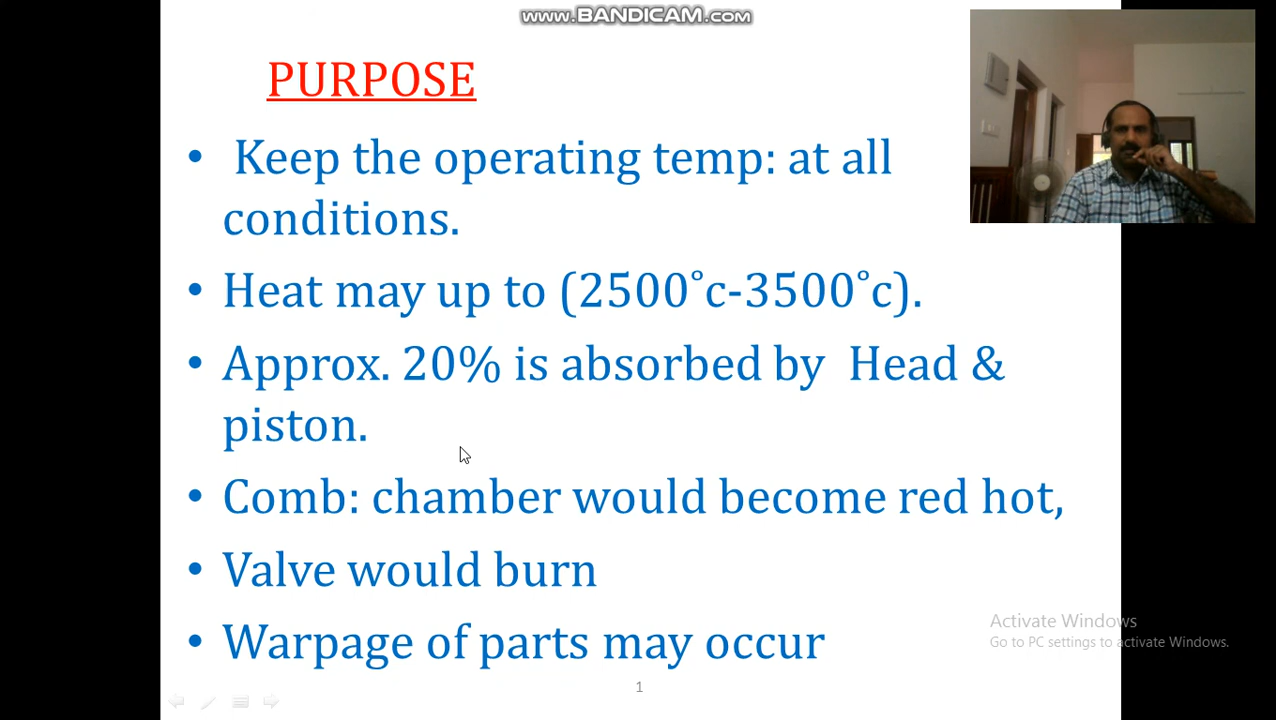 www.BANDICAM.com
PURPOSE
• Keep the operating temp: at all
conditions.
• Heat may up to (2500˚c-3500˚c).
• Approx. 20% is absorbed by Head &
piston.
• Comb: chamber would become red hot,
• Valve would burn
• Warpage of parts may occur
Activate Windows
Go to PC settings to activate Windows.
1